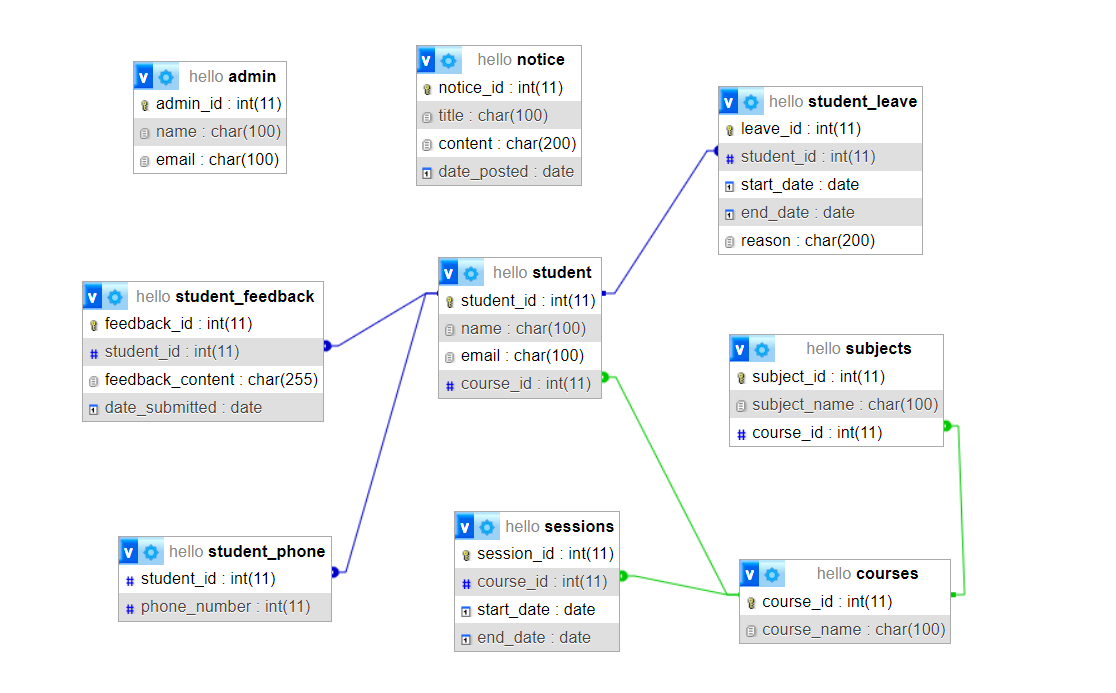 v hello admin
admin_id : int(11)
name : char(100)
email : char(100)
v hello notice
notice_id : int(11)
title : char(100)
content : char(200)
date_posted : date
v hello student_leave
leave_id : int(11)
# student_id : int(11)
start_date : date
end_date : date
reason : char(200)
v hello student_feedback
feedback_id : int(11)
# student_id : int(11)
feedback_content : char(255)
date_submitted : date
v hello student
student_id : int(11)
name : char(100)
email : char(100)
# course_id : int(11)
v hello subjects
subject_id : int(11)
subject_name : char(100)
# course_id : int(11)
v hello student_phone
# student_id : int(11)
# phone_number : int(11)
v hello sessions
session_id : int(11)
# course_id : int(11)
start_date : date
end_date : date
v hello courses
course_id : int(11)
course_name : char(100)